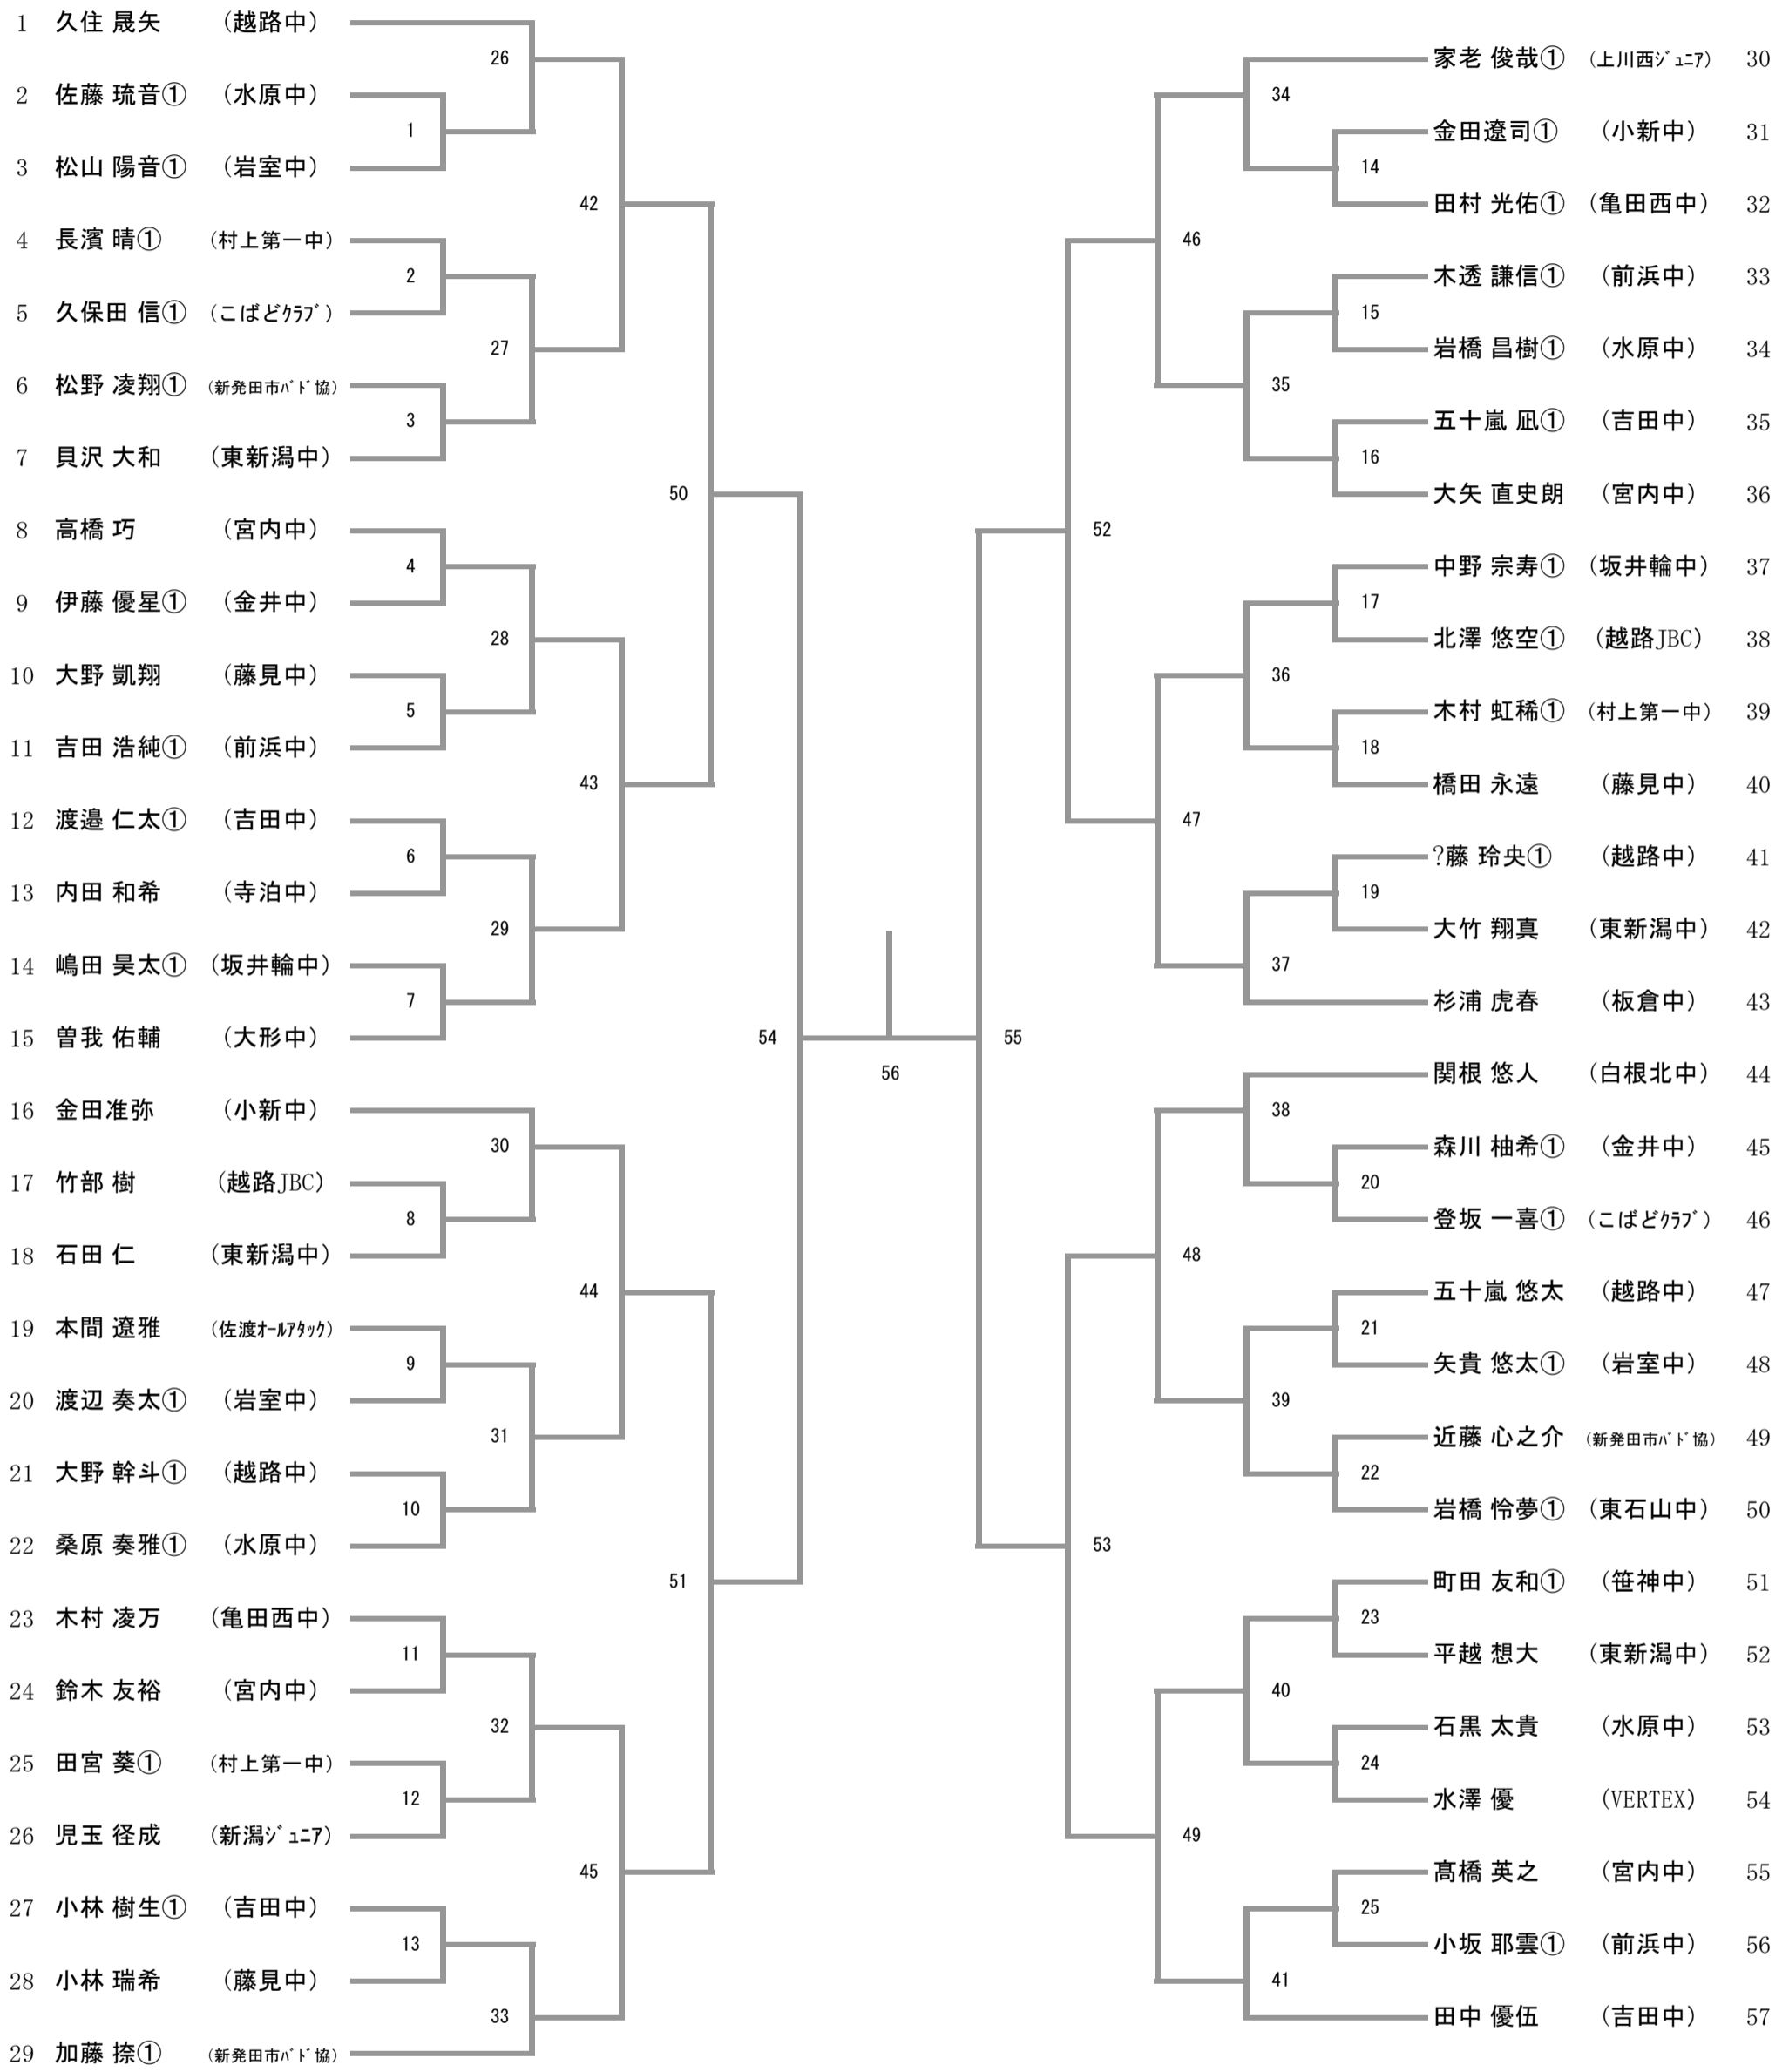 1 久住 晟矢 (越路中)
2 佐藤 琉音① (水原中)
3 松山 陽音① (岩室中)
4 長濱 晴① (村上第一中)
5 久保田 信① (こばどｸﾗﾌﾞ)
6 松野 凌翔① (新発田市ﾊﾞﾄﾞ協)
7 貝沢 大和 (東新潟中)
8 高橋 巧 (宮内中)
9 伊藤 優星① (金井中)
10 大野 凱翔 (藤見中)
11 吉田 浩純① (前浜中)
12 渡邉 仁太① (吉田中)
13 内田 和希 (寺泊中)
14 嶋田 昊太① (坂井輪中)
15 曽我 佑輔 (大形中)
16 金田准弥 (小新中)
17 竹部 樹 (越路JBC)
18 石田 仁 (東新潟中)
19 本間 遼雅 (佐渡ｵｰﾙｱﾀｯｸ)
20 渡辺 奏太① (岩室中)
21 大野 幹斗① (越路中)
22 桑原 奏雅① (水原中)
23 木村 凌万 (亀田西中)
24 鈴木 友裕 (宮内中)
25 田宮 葵① (村上第一中)
26 児玉 径成 (新潟ｼﾞｭﾆｱ)
27 小林 樹生① (吉田中)
28 小林 瑞希 (藤見中)
29 加藤 捺① (新発田市ﾊﾞﾄﾞ協)
1
2
3
4
5
6
7
8
9
10
11
12
13
26
27
28
29
30
31
32
33
42
43
44
45
50
51
54
56
55
52
53
46
47
48
49
34
35
36
37
38
39
40
41
14
15
16
17
18
19
20
21
22
23
24
25
家老 俊哉① (上川西ｼﾞｭﾆｱ) 30
金田遼司① (小新中) 31
田村 光佑① (亀田西中) 32
木透 謙信① (前浜中) 33
岩橋 昌樹① (水原中) 34
五十嵐 凪① (吉田中) 35
大矢 直史朗 (宮内中) 36
中野 宗寿① (坂井輪中) 37
北澤 悠空① (越路JBC) 38
木村 虹稀① (村上第一中) 39
橋田 永遠 (藤見中) 40
?藤 玲央① (越路中) 41
大竹 翔真 (東新潟中) 42
杉浦 虎春 (板倉中) 43
関根 悠人 (白根北中) 44
森川 柚希① (金井中) 45
登坂 一喜① (こばどｸﾗﾌﾞ) 46
五十嵐 悠太 (越路中) 47
矢貴 悠太① (岩室中) 48
近藤 心之介 (新発田市ﾊﾞﾄﾞ協) 49
岩橋 怜夢① (東石山中) 50
町田 友和① (笹神中) 51
平越 想大 (東新潟中) 52
石黒 太貴 (水原中) 53
水澤 優 (VERTEX) 54
髙橋 英之 (宮内中) 55
小坂 耶雲① (前浜中) 56
田中 優伍 (吉田中) 57